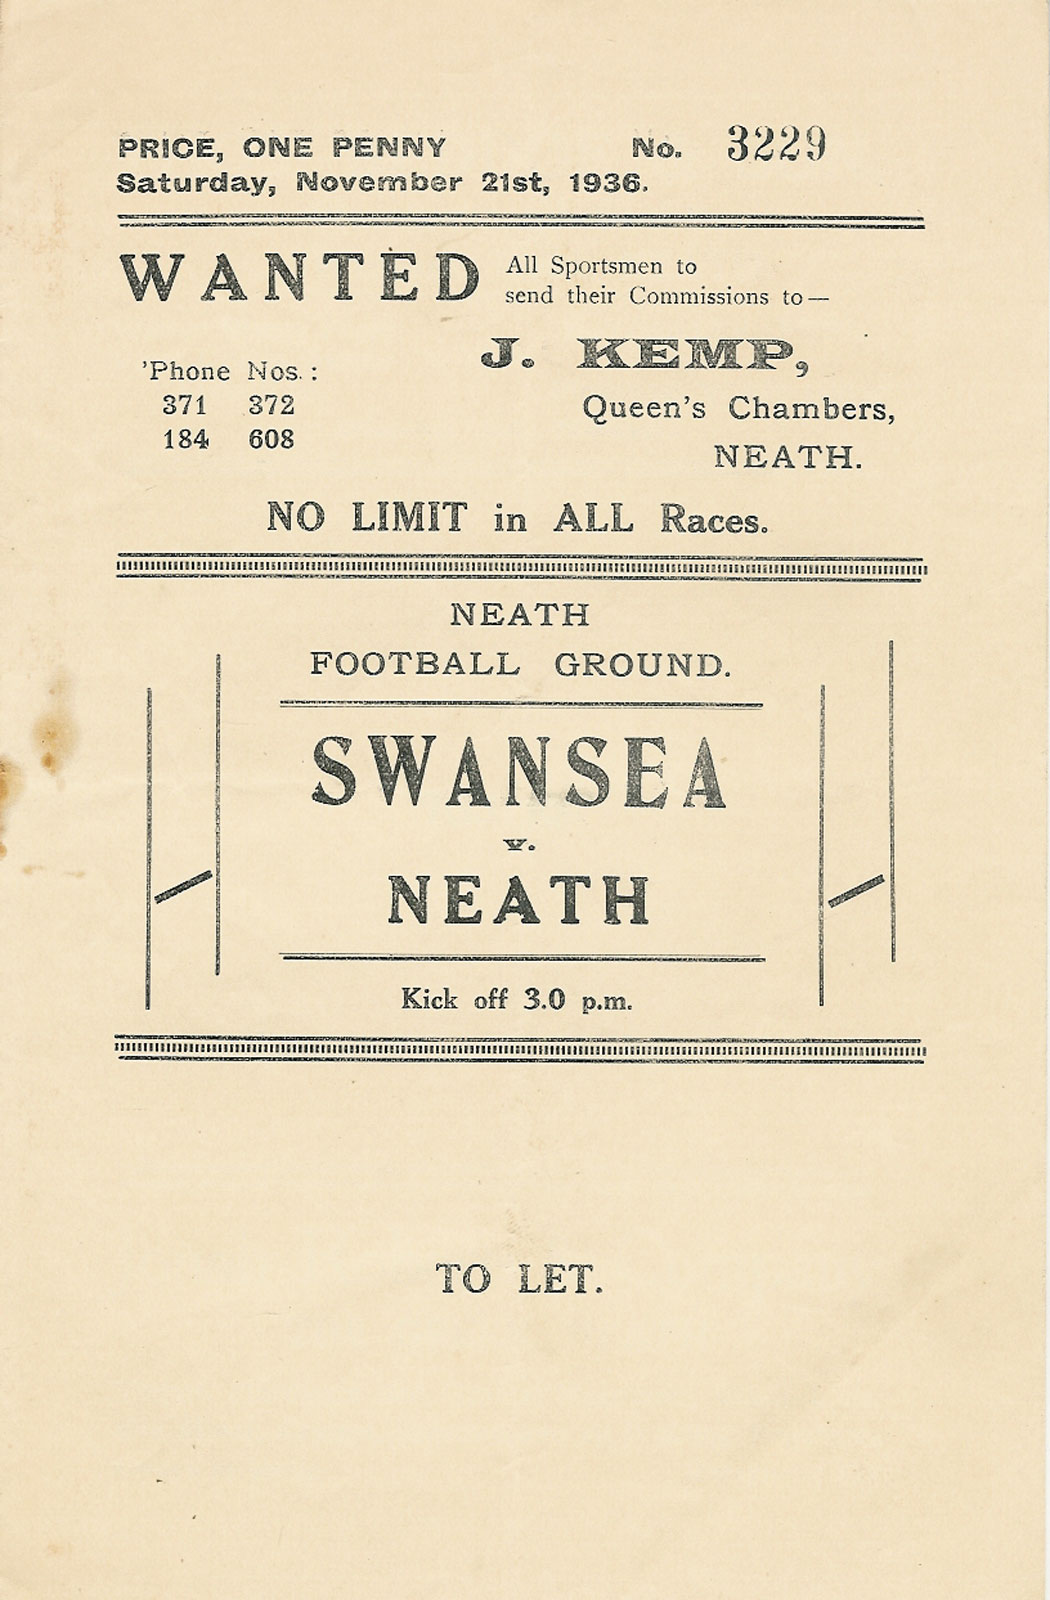 PRICE, ONE PENNY No. 3229
Saturday, November 21st, 1936.
WANTED All Sportsmen to
send their Commissions to—
J. KEMP,
'Phone Nos. :
371 372
184 608
Queen's Chambers,
NEATH.
NO LIMIT in ALL Races.
NEATH
FOOTBALL GROUND.
SWANSEA
v.
NEATH
Kick off 3.0 p.m.
TO LET.